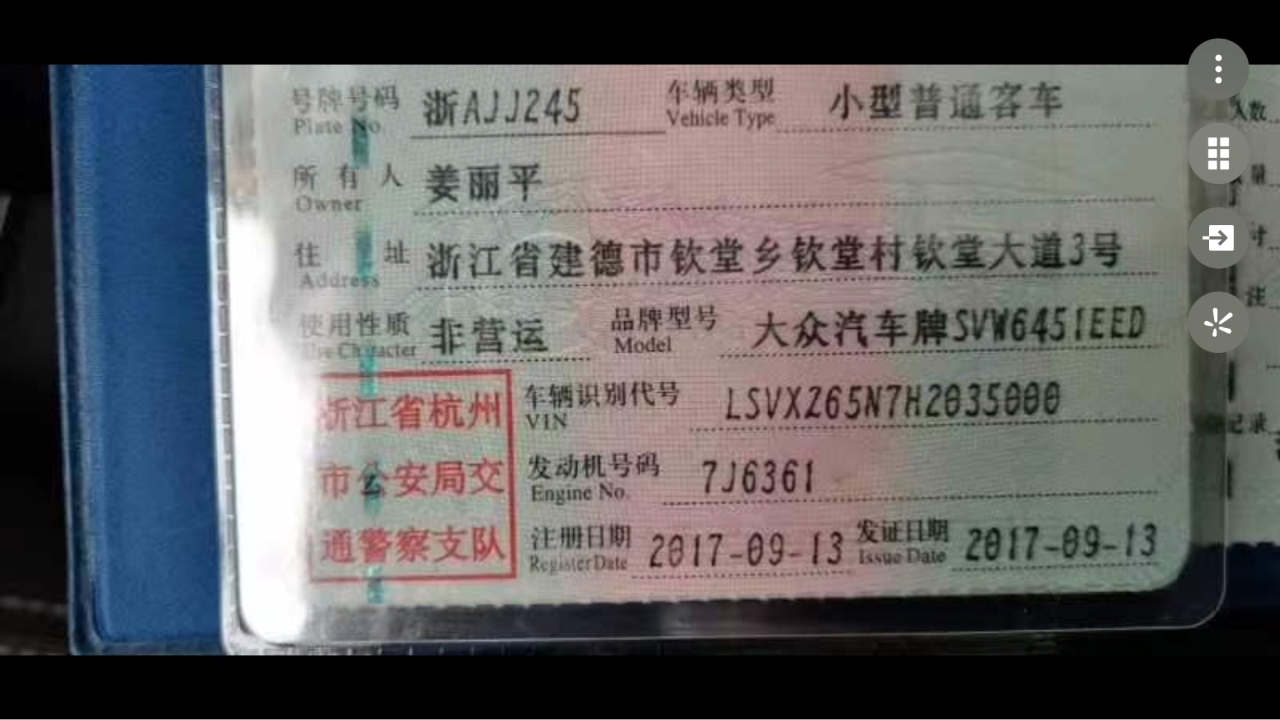 号牌号码 浙AJJ245 车辆类型 小型普通客车
Plate No. Vehicle Type
所有人 姜丽平
Owner
住址 浙江省建德市钦堂乡钦堂村钦堂大道3号
Address
使用性质 非营运 品牌型号 大众汽车牌SVW6451EED
Use Character Model
浙江省杭州
市公安局交
通警察支队
车辆识别代号 LSVX265N7H2035000
VIN
发动机号码 7J6361
Engine No.
注册日期 2017-09-13 发证日期 2017-09-13
Register Date Issue Date
人数
量
注
记录